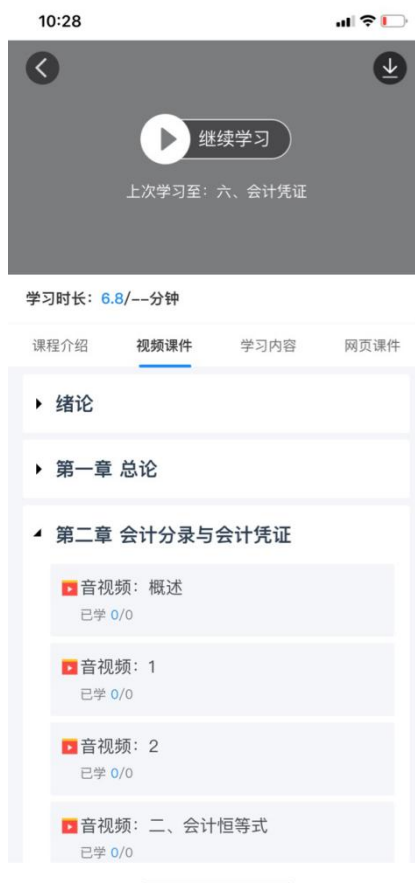 10:28
继续学习
上次学习至：六、会计凭证
学习时长：6.8/--分钟
课程介绍 视频课件 学习内容 网页课件
绪论
第一章 总论
第二章 会计分录与会计凭证
音视频：概述
已学 0/0
音视频：1
已学 0/0
音视频：2
已学 0/0
音视频：二、会计恒等式
已学 0/0